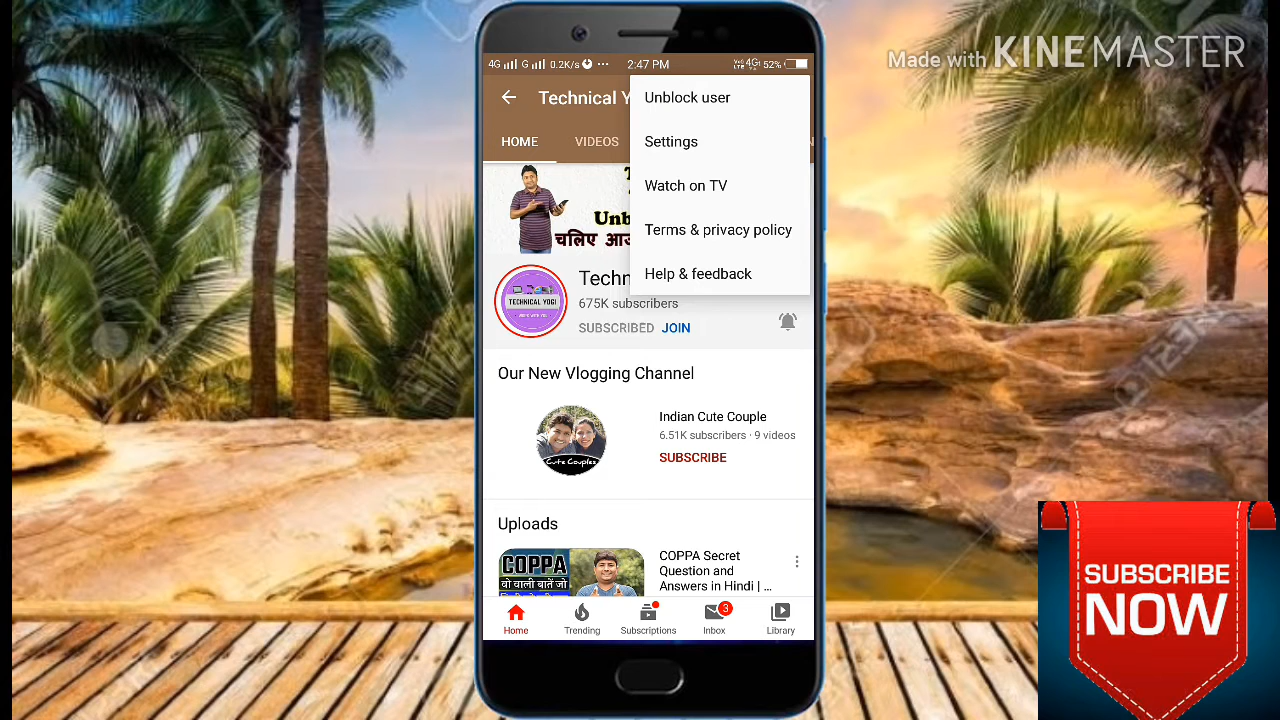 Made with KINEMASTER
4G G 0.2K/s ··· 2:47 PM 4G 52%
Technical Y
HOME VIDEOS
Unblock user
Settings
Watch on TV
Terms & privacy policy
Help & feedback
Unb
चलिए आज
TECHNICAL YOGI
Techn
675K subscribers
SUBSCRIBED JOIN
Our New Vlogging Channel
Cute Couples
Indian Cute Couple
6.51K subscribers · 9 videos
SUBSCRIBE
Uploads
COPPA
वो वाली बातें जो
COPPA Secret
Question and
Answers in Hindi | ...
Home Trending Subscriptions 3 Inbox Library
SUBSCRIBE
NOW